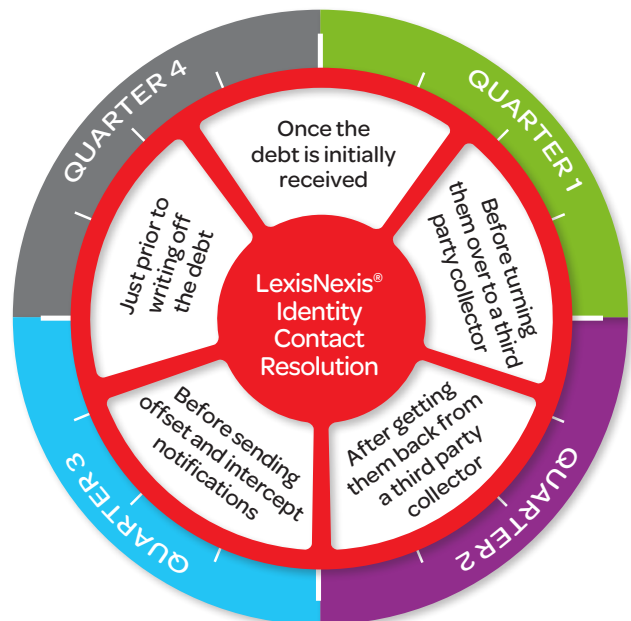 QUARTER 4
QUARTER 1
Once the
debt is initially
received
Before turning
them over to a third
party collector
After getting
them back from
a third party
collector
Before sending
offset and intercept
notifications
Just prior to
writing off
the debt
LexisNexis®
Identity
Contact
Resolution
QUARTER 2
QUARTER 3